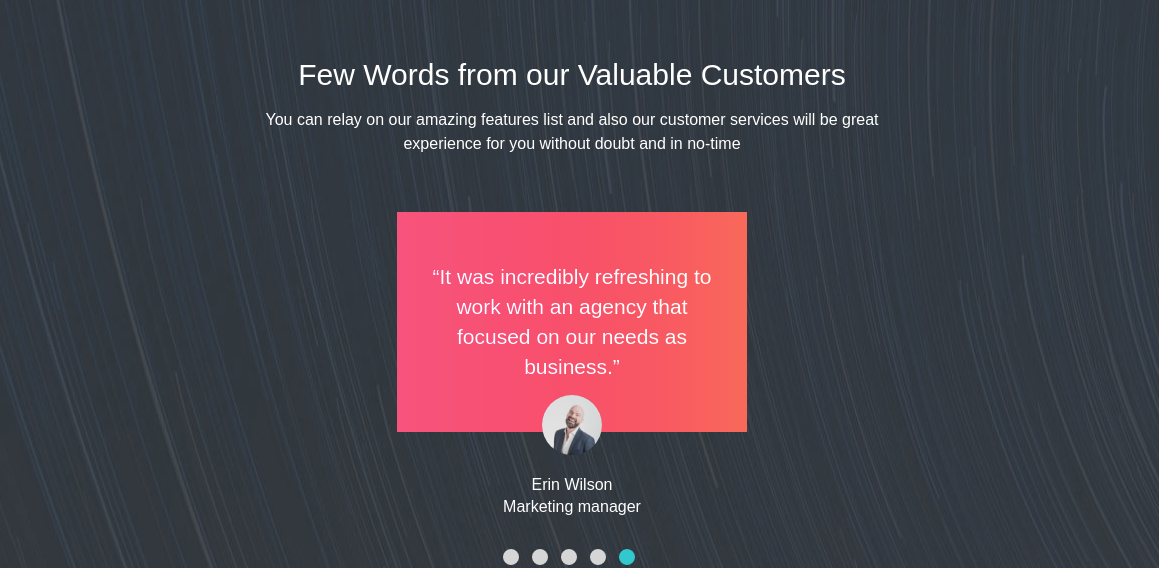 Few Words from our Valuable Customers
You can relay on our amazing features list and also our customer services will be great
experience for you without doubt and in no-time
“It was incredibly refreshing to
work with an agency that
focused on our needs as
business.”
Erin Wilson
Marketing manager